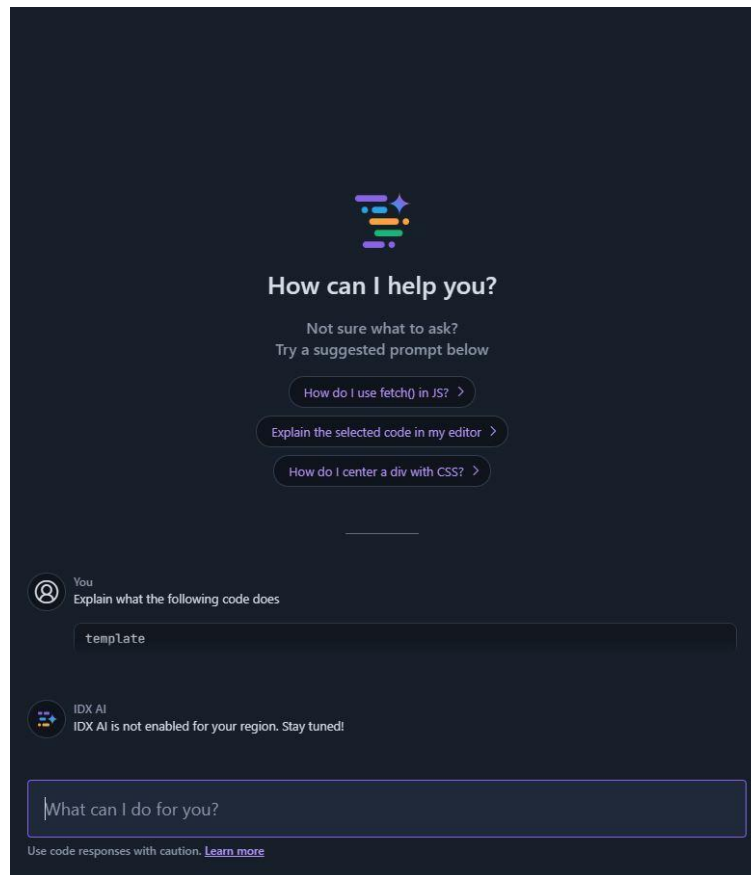 How can I help you?
Not sure what to ask?
Try a suggested prompt below
How do I use fetch() in JS?
Explain the selected code in my editor
How do I center a div with CSS?
You
Explain what the following code does
template
IDX AI
IDX AI is not enabled for your region. Stay tuned!
What can I do for you?
Use code responses with caution. Learn more